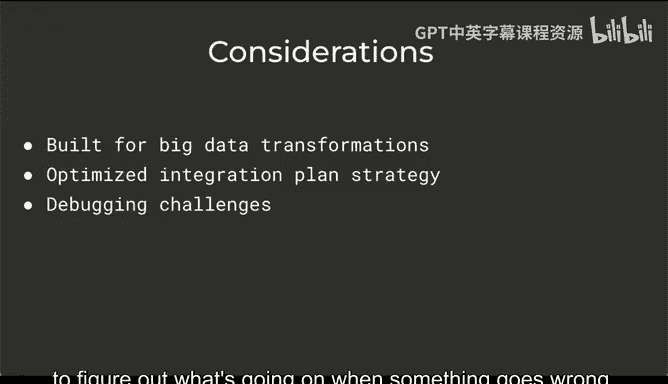 GPT中英字幕课程资源 bilibili
Considerations
● Built for big data transformations
● Optimized integration plan strategy
● Debugging challenges
to figure out what's going on when something goes wrong